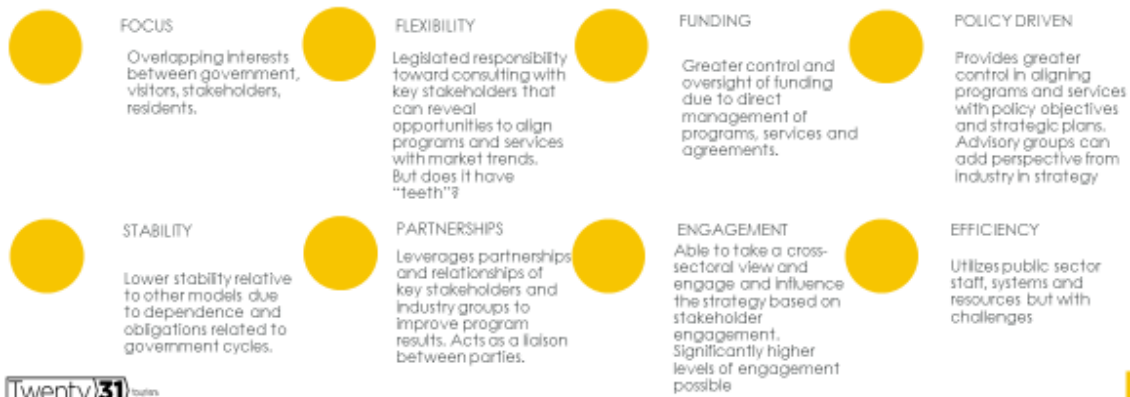 FOCUS
Overlapping interests
between government,
visitors, stakeholders,
residents.
FLEXIBILITY
Legislated responsibility
toward consulting with
key stakeholders that
can reveal
opportunities to align
programs and services
with market trends.
But does it have
"teeth"?
FUNDING
Greater control and
oversight of funding
due to direct
management of
programs, services and
agreements.
POLICY DRIVEN
Provides greater
control in aligning
programs and services
with policy objectives
and strategic plans.
Advisory groups can
add perspective from
industry in strategy
STABILITY
Lower stability relative
to other models due
to dependence and
obligations related to
government cycles.
PARTNERSHIPS
Leverages partnerships
and relationships of
key stakeholders and
industry groups to
improve program
results. Acts as a liaison
between parties.
ENGAGEMENT
Able to take a cross-
sectoral view and
engage and influence
the strategy based on
stakeholder
engagement.
Significantly higher
levels of engagement
possible
EFFICIENCY
Utilizes public sector
staff, systems and
resources but with
challenges
Twenty31